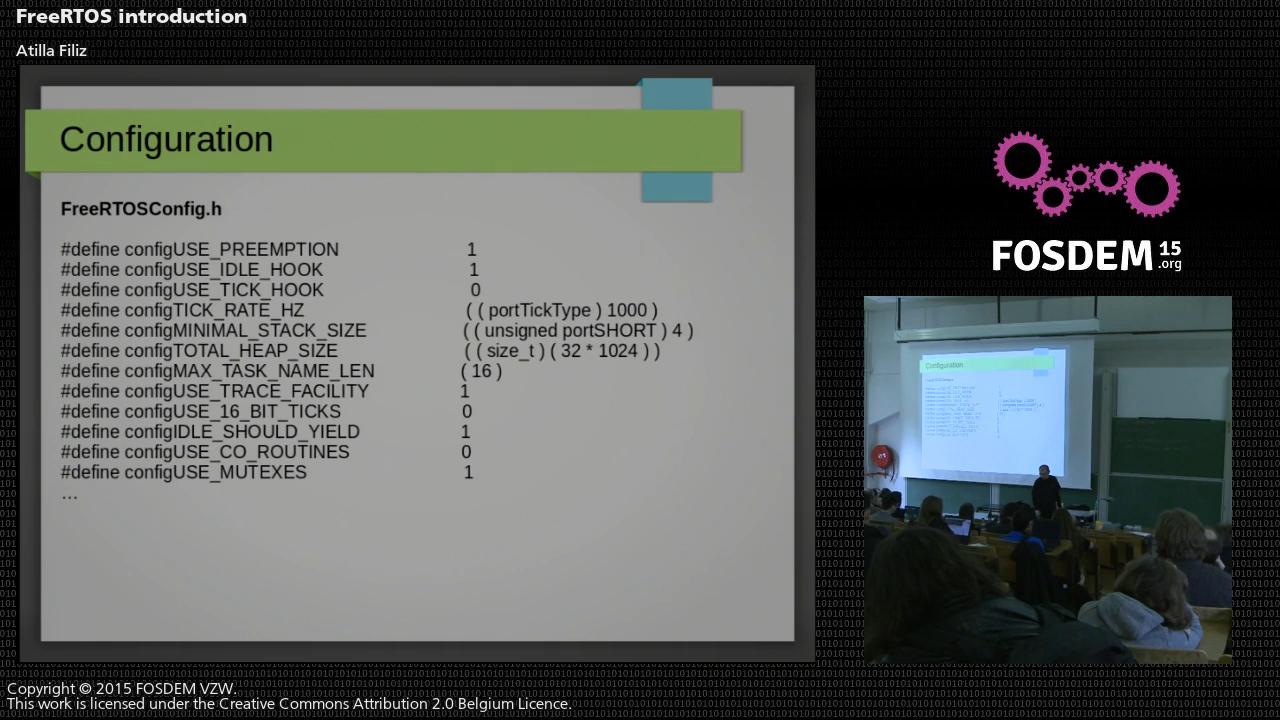 FreeRTOS introduction
Atilla Filiz
Configuration
FreeRTOSConfig.h
#define configUSE_PREEMPTION 1
#define configUSE_IDLE_HOOK 1
#define configUSE_TICK_HOOK 0
#define configTICK_RATE_HZ ( ( portTickType ) 1000 )
#define configMINIMAL_STACK_SIZE ( ( unsigned portSHORT ) 4 )
#define configTOTAL_HEAP_SIZE ( ( size_t ) ( 32 * 1024 ) )
#define configMAX_TASK_NAME_LEN ( 16 )
#define configUSE_TRACE_FACILITY 1
#define configUSE_16_BIT_TICKS 0
#define configIDLE_SHOULD_YIELD 1
#define configUSE_CO_ROUTINES 0
#define configUSE_MUTEXES 1
...
FOSDEM 15 .org
Configuration
Copyright © 2015 FOSDEM VZW.
This work is licensed under the Creative Commons Attribution 2.0 Belgium Licence.